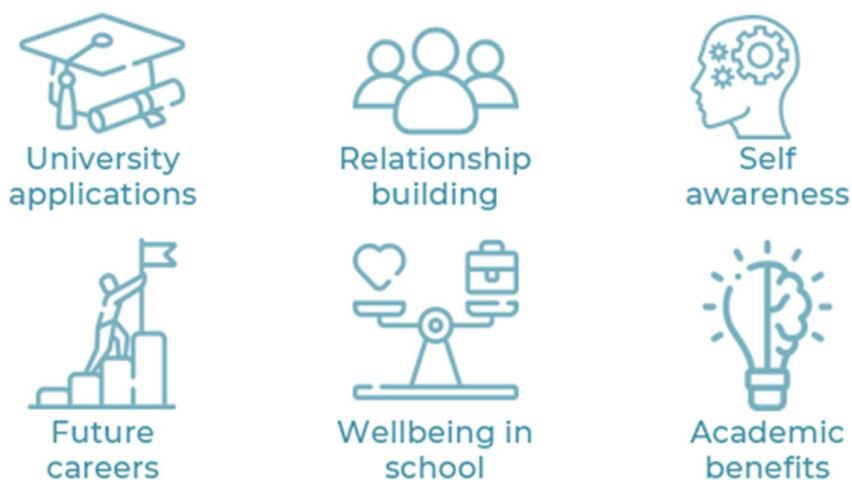 University
applications
Relationship
building
Self
awareness
Future
careers
Wellbeing in
school
Academic
benefits